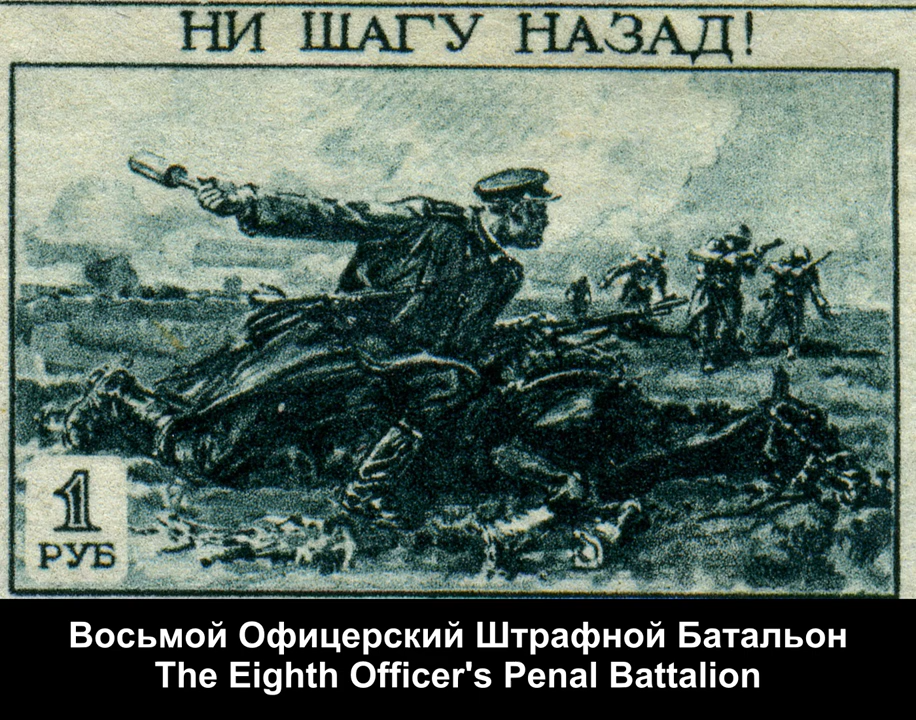 НИ ШАГУ НАЗАД!
1
РУБ
Восьмой Офицерский Штрафной Батальон
The Eighth Officer's Penal Battalion